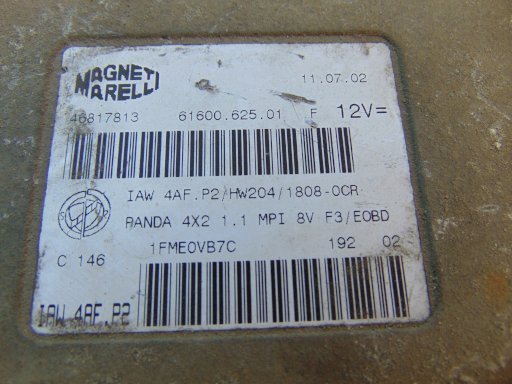 MAGNETI MARELLI
11.07.02
46817813 61600.625.01 F 12V=
IAW 4AF.P2/HW204/1808-0CR
PANDA 4X2 1.1 MPI 8V F3/EOBD
1FME0VB7C 192 02
C 146
IAW 4AF.P2